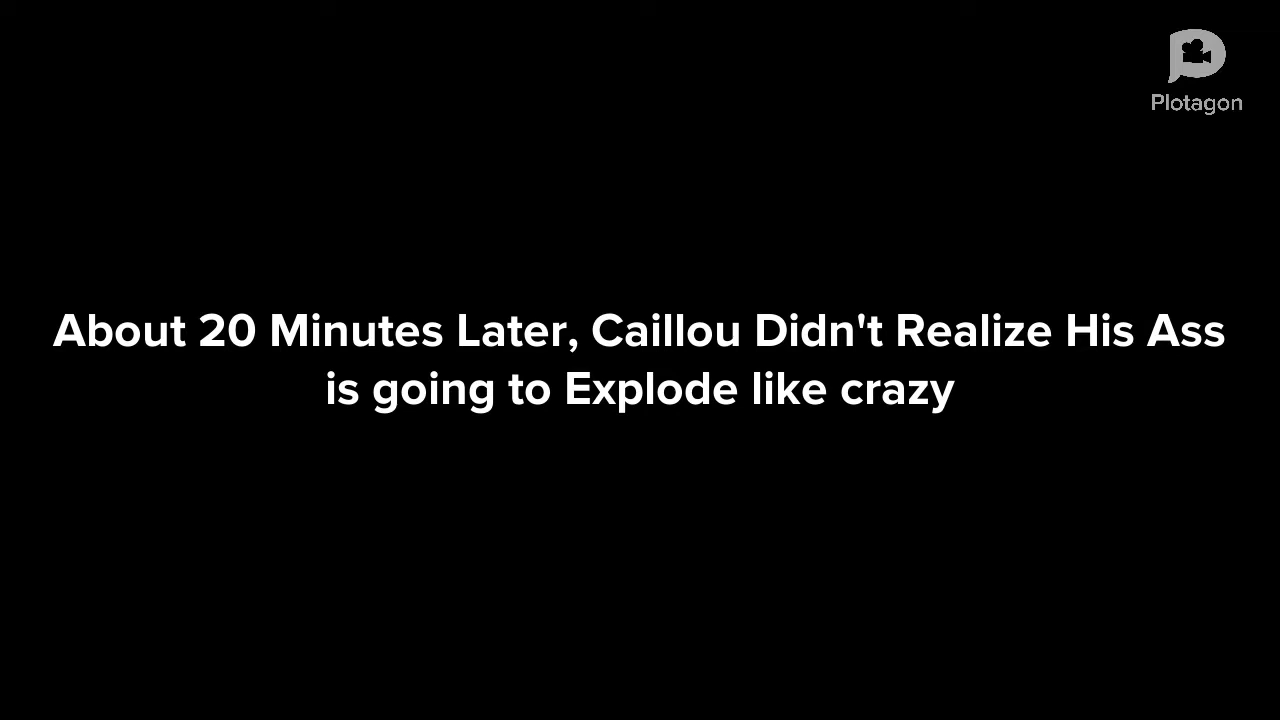 Plotagon
About 20 Minutes Later, Caillou Didn't Realize His Ass
is going to Explode like crazy